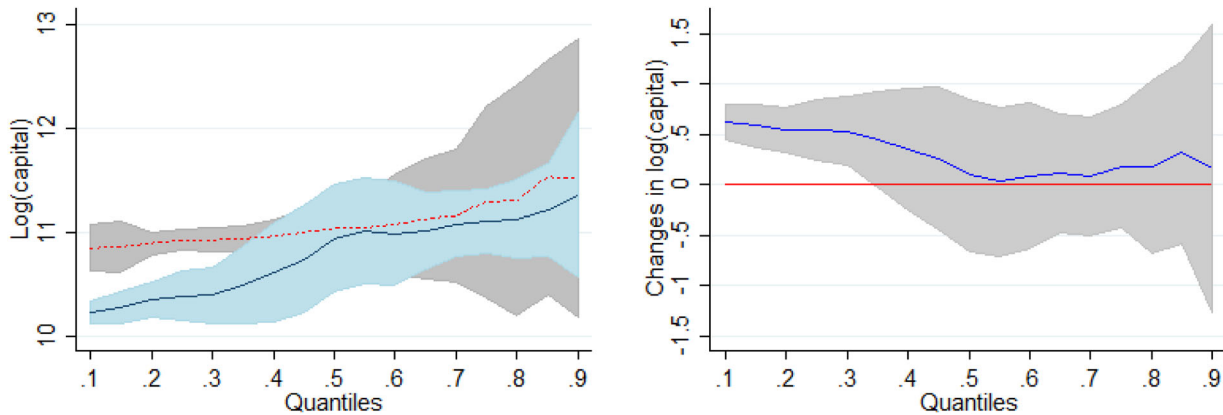 13
12
11
10
Log(capital)
.1 .2 .3 .4 .5 .6 .7 .8 .9
Quantiles
1.5
1
.5
0
-.5
-1
-1.5
Changes in log(capital)
.1 .2 .3 .4 .5 .6 .7 .8 .9
Quantiles